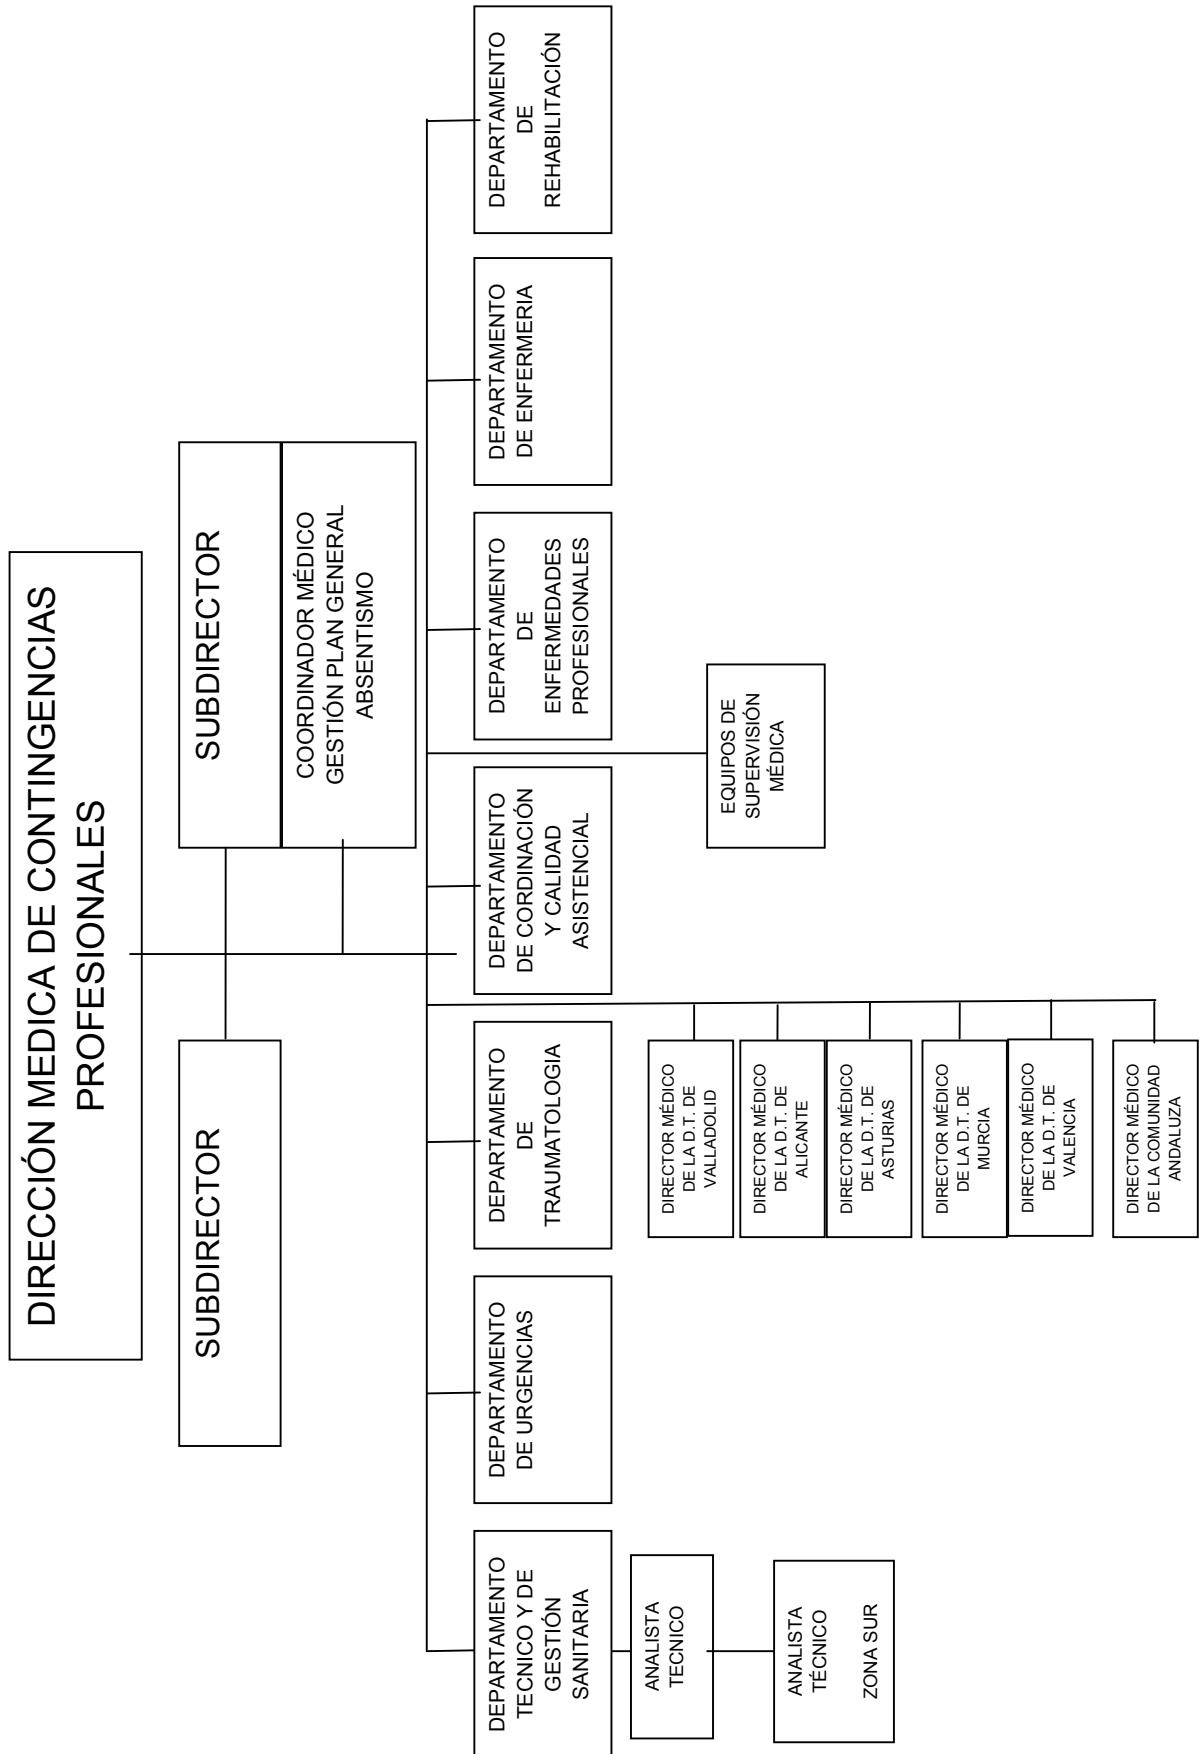 DIRECCIÓN MEDICA DE CONTINGENCIAS
PROFESIONALES
SUBDIRECTOR
SUBDIRECTOR
COORDINADOR MÉDICO
GESTIÓN PLAN GENERAL
ABSENTISMO
DEPARTAMENTO
TECNICO Y DE
GESTIÓN
SANITARIA
DEPARTAMENTO
DE URGENCIAS
DEPARTAMENTO
DE
TRAUMATOLOGIA
DEPARTAMENTO
DE CORDINACIÓN
Y CALIDAD
ASISTENCIAL
DEPARTAMENTO
DE
ENFERMEDADES
PROFESIONALES
DEPARTAMENTO
DE ENFERMERIA
DEPARTAMENTO
DE
REHABILITACIÓN
ANALISTA
TECNICO
ANALISTA
TÉCNICO
ZONA SUR
DIRECTOR MÉDICO
DE LA D.T. DE
VALLADOLID
DIRECTOR MÉDICO
DE LA D.T. DE
ALICANTE
DIRECTOR MÉDICO
DE LA D.T. DE
ASTURIAS
DIRECTOR MÉDICO
DE LA D.T. DE
MURCIA
DIRECTOR MÉDICO
DE LA D.T. DE
VALENCIA
DIRECTOR MÉDICO
DE LA COMUNIDAD
ANDALUZA
EQUIPOS DE
SUPERVISIÓN
MÉDICA